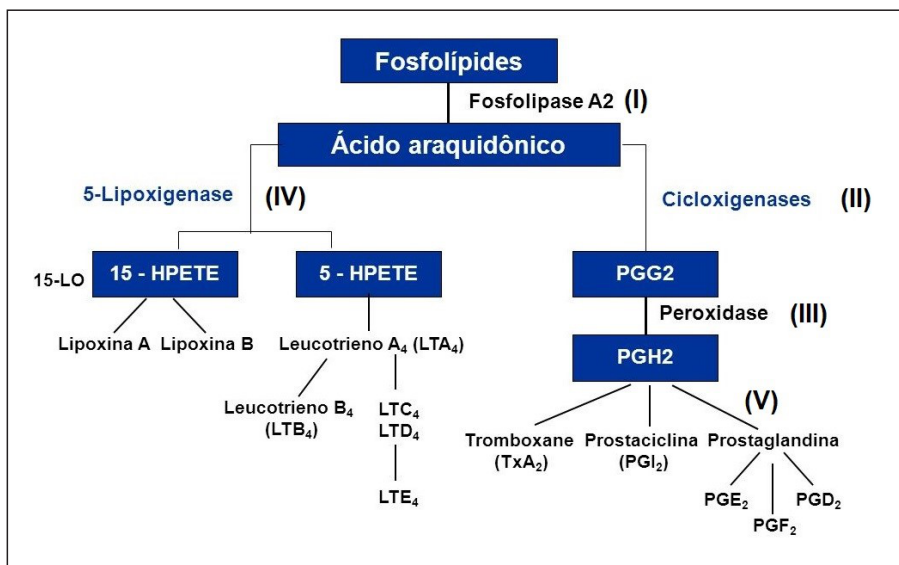 Fosfolípides
Fosfolipase A2 (I)
Ácido araquidônico
5-Lipoxigenase (IV)
Cicloxigenases (II)
15-LO
15 - HPETE
5 - HPETE
PGG2
Peroxidase (III)
Lipoxina A Lipoxina B
Leucotrieno A₄ (LTA₄)
PGH2
Leucotrieno B₄
(LTB₄)
LTC₄
LTD₄
LTE₄
(V)
Tromboxane
(TxA₂)
Prostaciclina
(PGI₂)
Prostaglandina
PGE₂
PGF₂
PGD₂